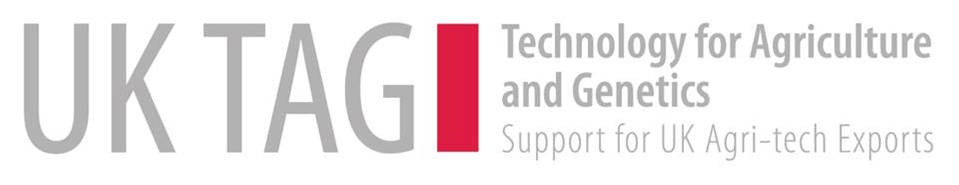 UK TAG
Technology for Agriculture
and Genetics
Support for UK Agri-tech Exports